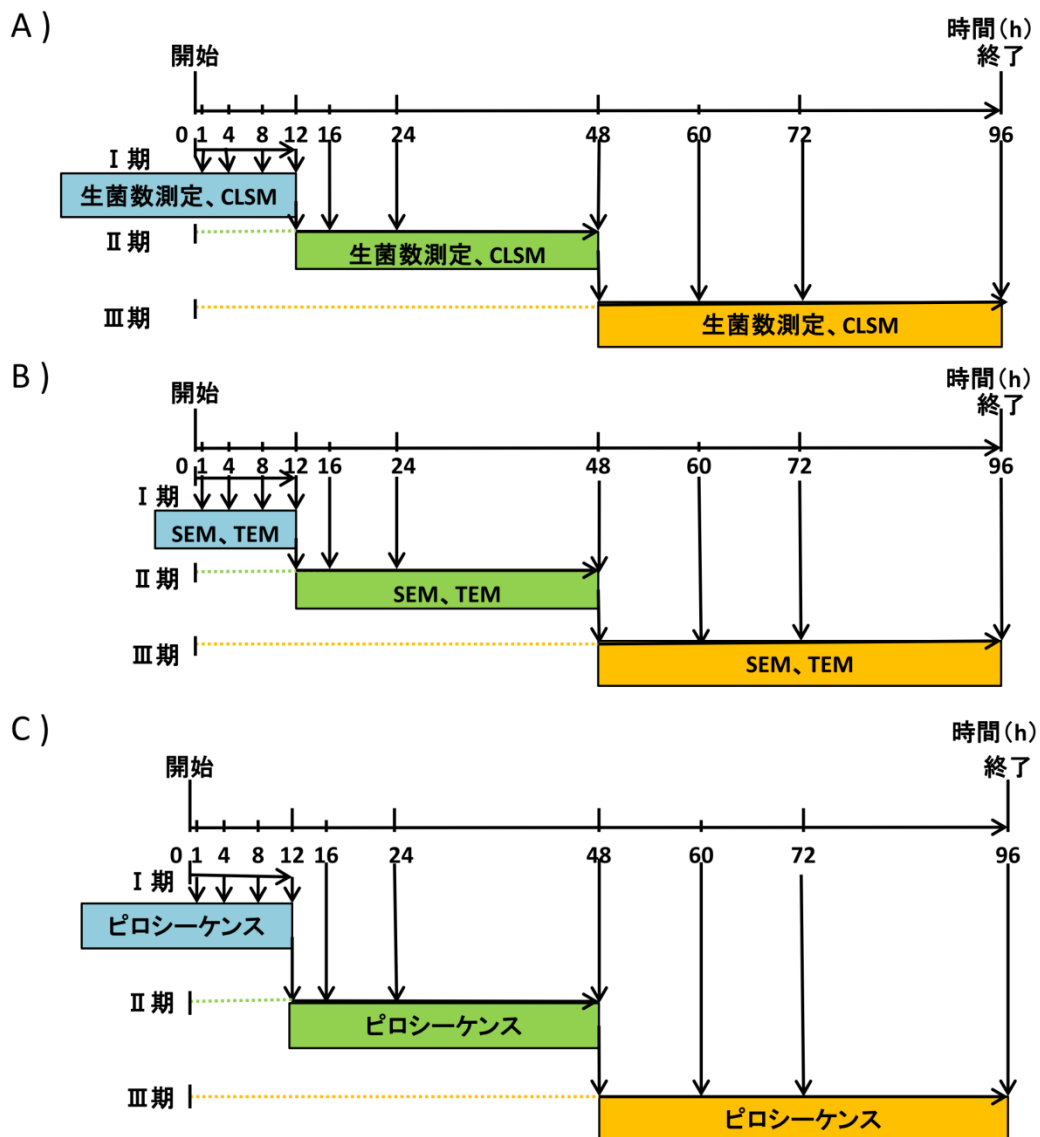 A )
時間(h)
開始
終了
0 1 4 8 12 16 24 48 60 72 96
Ⅰ期
生菌数測定、CLSM
Ⅱ期
生菌数測定、CLSM
Ⅲ期
生菌数測定、CLSM
B )
時間(h)
開始
終了
0 1 4 8 12 16 24 48 60 72 96
Ⅰ期
SEM、TEM
Ⅱ期
SEM、TEM
Ⅲ期
SEM、TEM
C )
時間(h)
開始
終了
0 1 4 8 12 16 24 48 60 72 96
Ⅰ期
ピロシーケンス
Ⅱ期
ピロシーケンス
Ⅲ期
ピロシーケンス